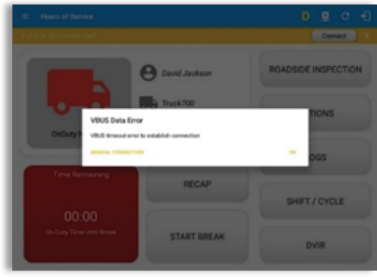 Hours of Service
D
Connect
X
David Jackson
ROADSIDE INSPECTION
Truck700
VBUS Data Error
VBUS timeout error to establish connection
MANUAL CONNECTION
OK
OnDuty
TIONS
OGS
Time Remaining
RECAP
SHIFT / CYCLE
00:00
On Duty Time Until Break
START BREAK
DVIR